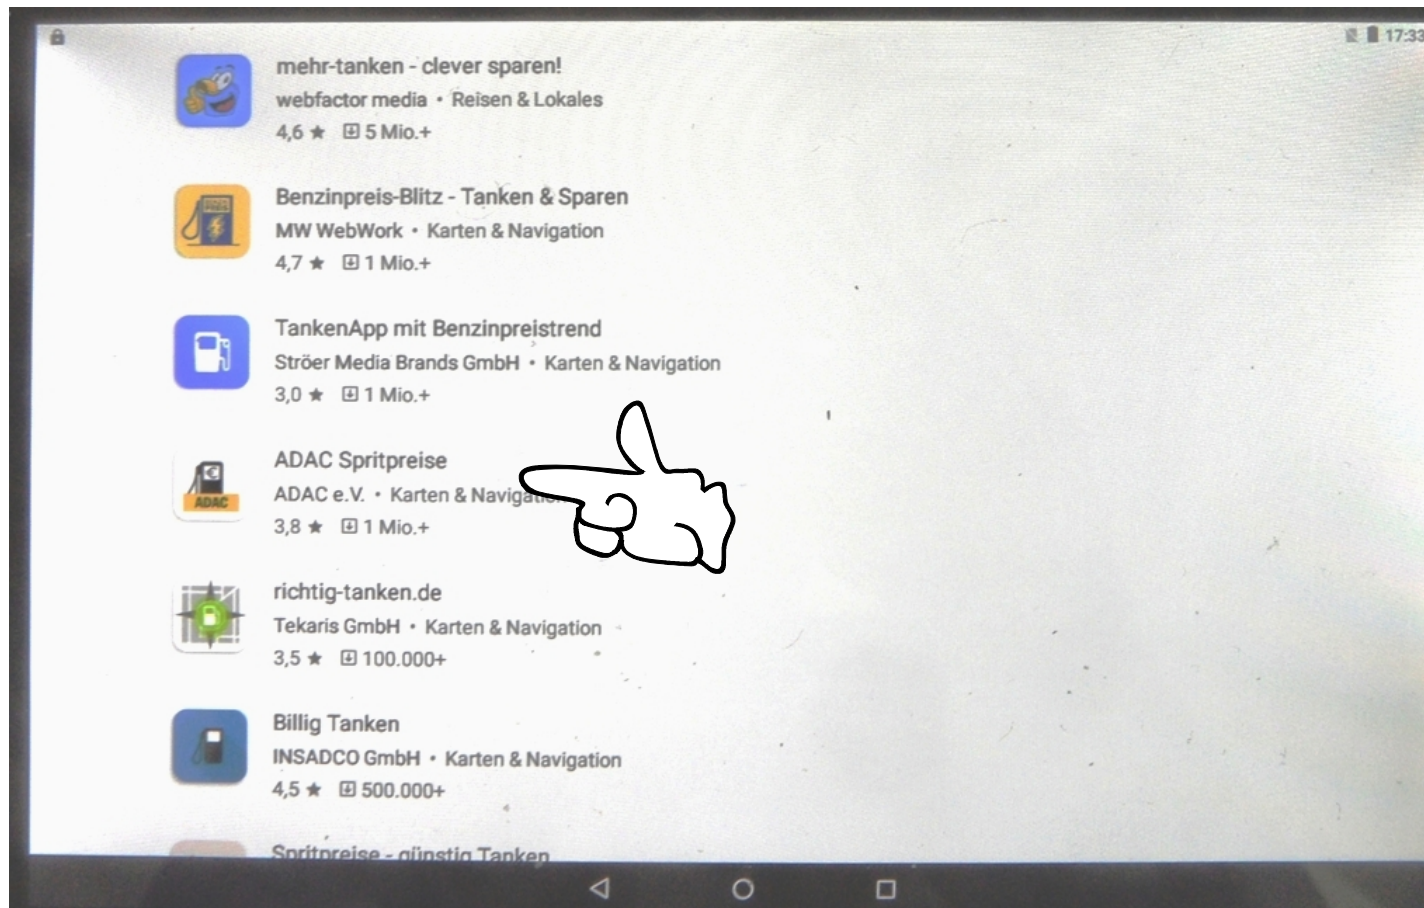 17:33
mehr-tanken - clever sparen!
webfactor media • Reisen & Lokales
4,6 ★ 5 Mio.+
Benzinpreis-Blitz - Tanken & Sparen
MW WebWork • Karten & Navigation
4,7 ★ 1 Mio.+
TankenApp mit Benzinpreistrend
Ströer Media Brands GmbH • Karten & Navigation
3,0 ★ 1 Mio.+
ADAC Spritpreise
ADAC e.V. • Karten &
3,8 ★ 1 Mio.+
ADAC
richtig-tanken.de
Tekaris GmbH • Karten & Navigation
3,5 ★ 100.000+
Billig Tanken
INSADCO GmbH • Karten & Navigation
4,5 ★ 500.000+
Spritpreise - günstig Tanken